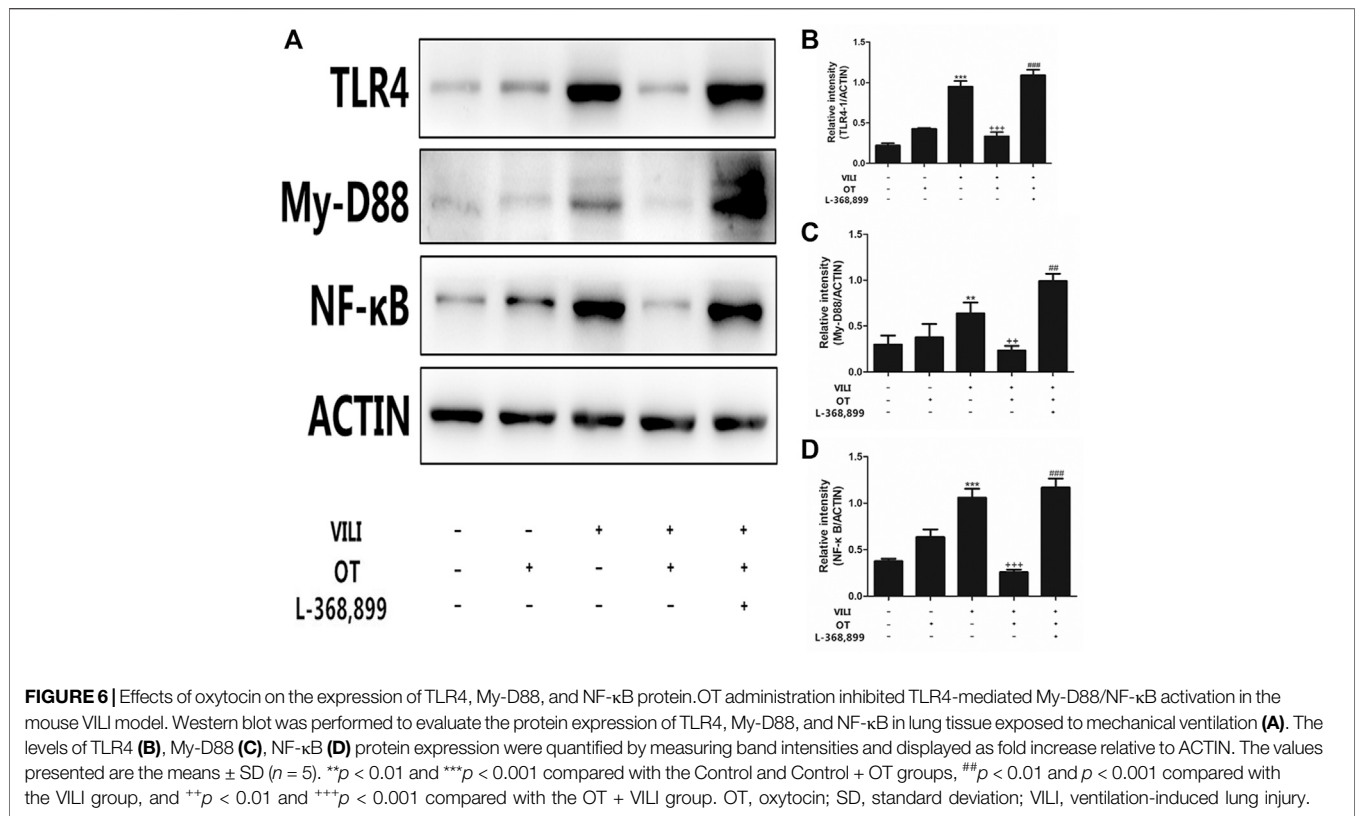 A
TLR4
My-D88
NF-κB
ACTIN
VILI - - + + +
OT - + - + +
L-368,899 - - - - +
B
Relative intensity
(TLR4-1/ACTIN)
1.5
1.0
0.5
0.0
***
+++
###
VILI - - + + +
OT - + - + +
L-368,899 - - - - +
C
Relative intensity
(My-D88/ACTIN)
1.5
1.0
0.5
0.0
**
++
##
VILI - - + + +
OT - + - + +
L-368,899 - - - - +
D
Relative intensity
(NF-κ B/ACTIN)
1.5
1.0
0.5
0.0
***
+++
###
VILI - - + + +
OT - + - + +
L-368,899 - - - - +
FIGURE 6 | Effects of oxytocin on the expression of TLR4, My-D88, and NF-κB protein.OT administration inhibited TLR4-mediated My-D88/NF-κB activation in the
mouse VILI model. Western blot was performed to evaluate the protein expression of TLR4, My-D88, and NF-κB in lung tissue exposed to mechanical ventilation (A). The
levels of TLR4 (B), My-D88 (C), NF-κB (D) protein expression were quantified by measuring band intensities and displayed as fold increase relative to ACTIN. The values
presented are the means ± SD (n = 5). **p < 0.01 and ***p < 0.001 compared with the Control and Control + OT groups, ##p < 0.01 and p < 0.001 compared with
the VILI group, and ++p < 0.01 and +++p < 0.001 compared with the OT + VILI group. OT, oxytocin; SD, standard deviation; VILI, ventilation-induced lung injury.